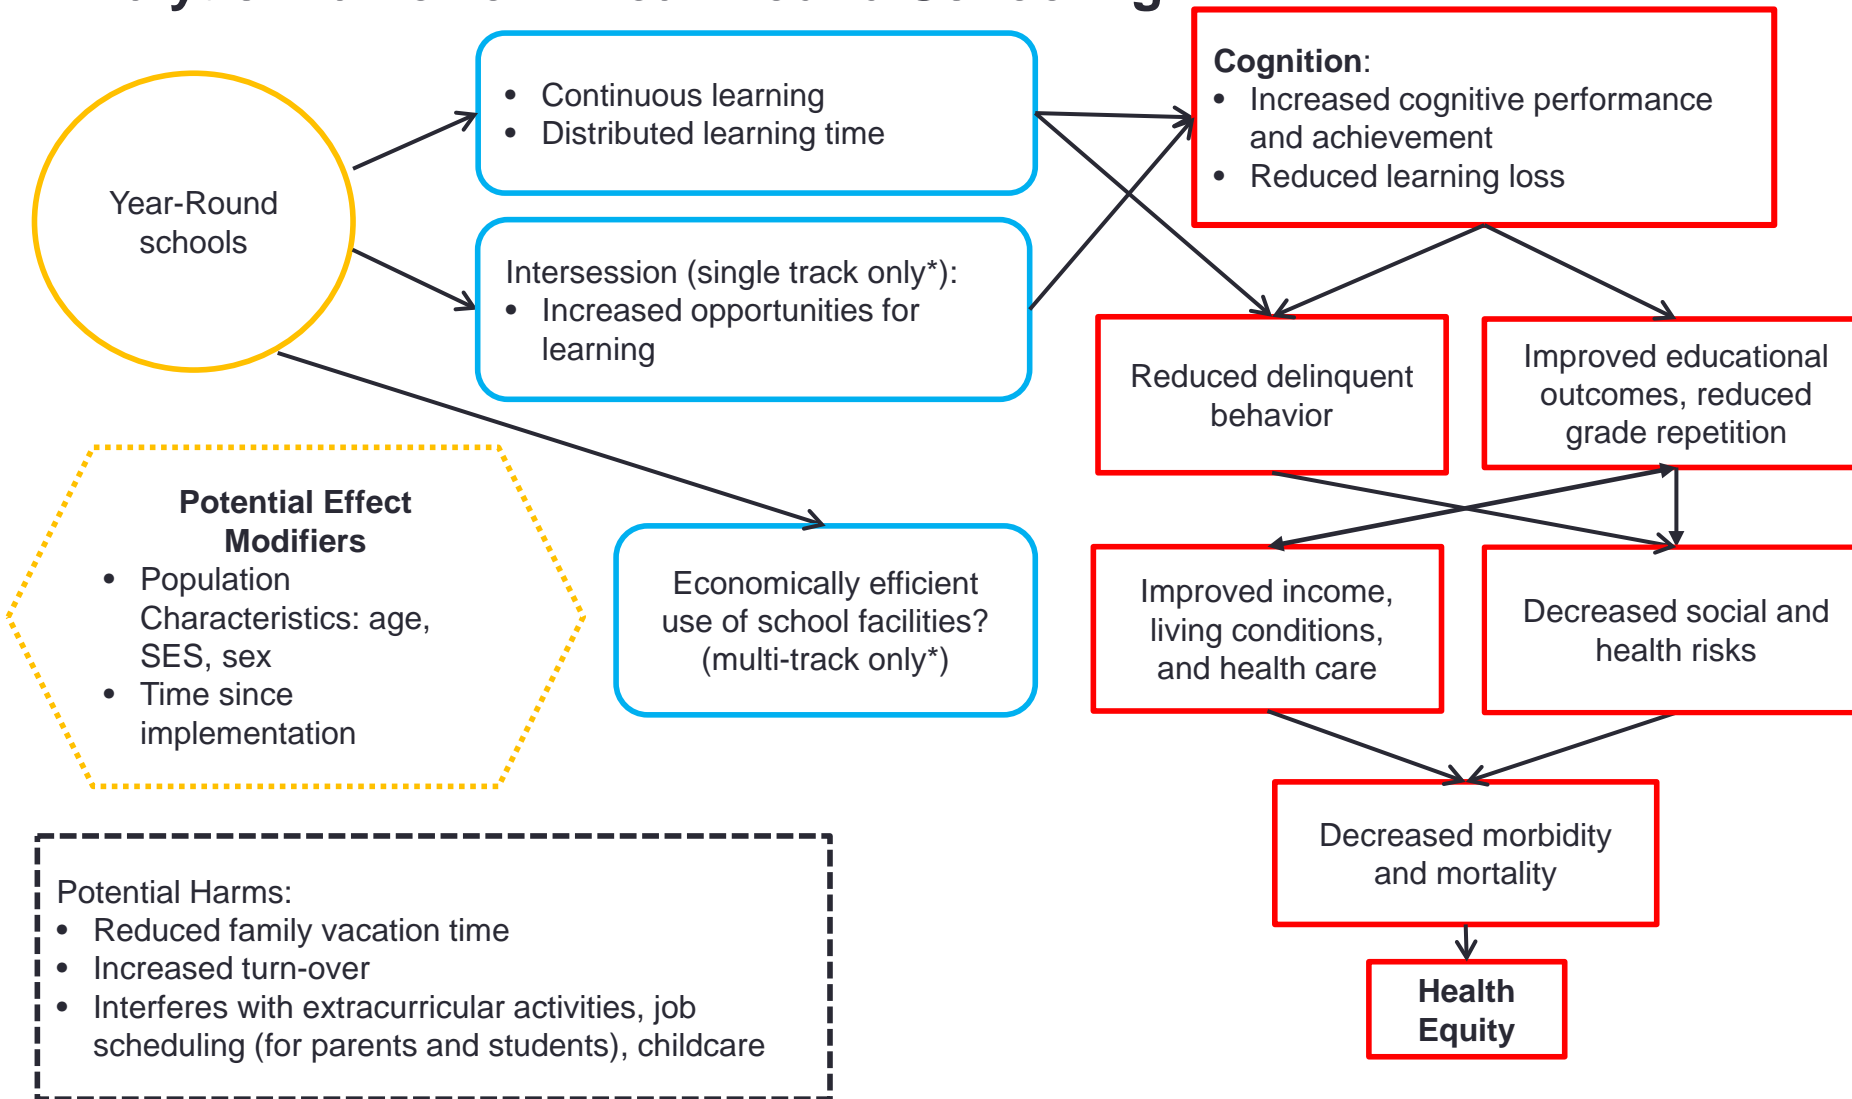 Year-Round
schools
• Continuous learning
• Distributed learning time
Intersession (single track only*):
• Increased opportunities for
learning
Cognition:
• Increased cognitive performance
and achievement
• Reduced learning loss
Reduced delinquent
behavior
Improved educational
outcomes, reduced
grade repetition
Potential Effect
Modifiers
• Population
Characteristics: age,
SES, sex
• Time since
implementation
Economically efficient
use of school facilities?
(multi-track only*)
Improved income,
living conditions,
and health care
Decreased social and
health risks
Decreased morbidity
and mortality
Potential Harms:
• Reduced family vacation time
• Increased turn-over
• Interferes with extracurricular activities, job
scheduling (for parents and students), childcare
Health
Equity